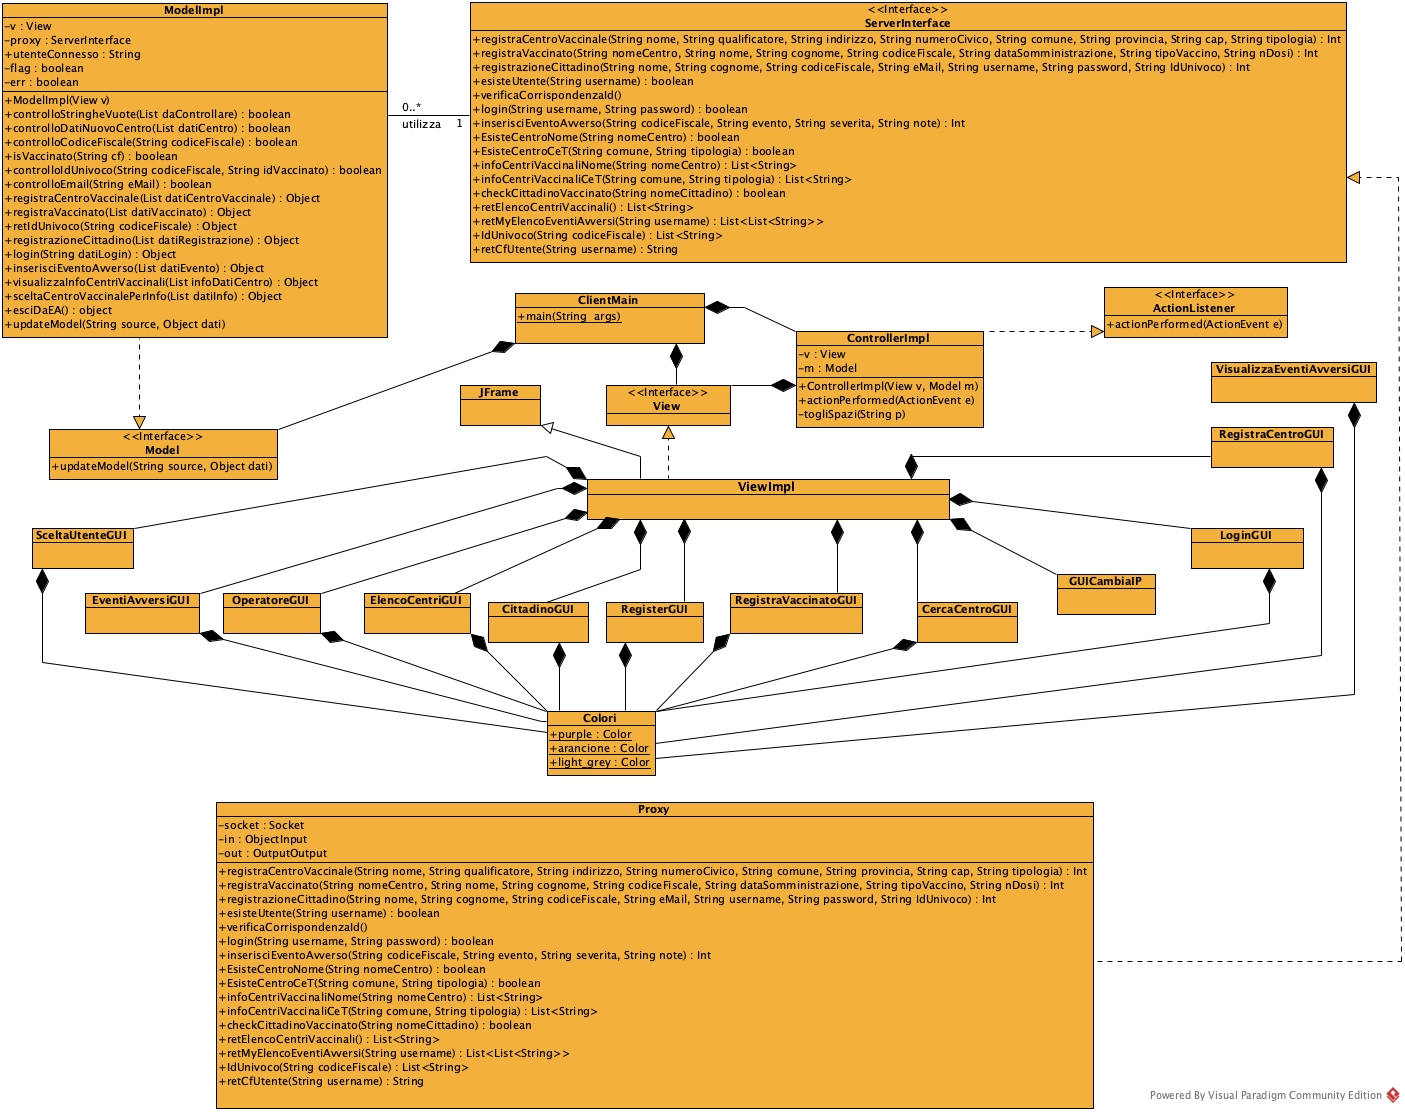 ModelImpl
-v : View
-proxy : ServerInterface
+utenteConnesso : String
-flag : boolean
-err : boolean
+ModelImpl(View v)
+controlloStringheVuote(List daControllare) : boolean
+controlloDatiNuovoCentro(List datiCentro) : boolean
+controlloCodiceFiscale(String codiceFiscale) : boolean
+isVaccinato(String cf) : boolean
+controlloIdUnivoco(String codiceFiscale, String idVaccinato) : boolean
+controlloEmail(String eMail) : boolean
+registraCentroVaccinale(List datiCentroVaccinale) : Object
+registraVaccinato(List datiVaccinato) : Object
+retIdUnivoco(String codiceFiscale) : Object
+registrazioneCittadino(List datiRegistrazione) : Object
+login(String datiLogin) : Object
+inserisciEventoAvverso(List datiEvento) : Object
+visualizzaInfoCentriVaccinali(List infoDatiCentro) : Object
+sceltaCentroVaccinalePerInfo(List datiInfo) : Object
+esciDaEA() : object
+updateModel(String source, Object dati)
0..*
utilizza 1
<<Interface>>
ServerInterface
+registraCentroVaccinale(String nome, String qualificatore, String indirizzo, String numeroCivico, String comune, String provincia, String cap, String tipologia) : Int
+registraVaccinato(String nomeCentro, String nome, String cognome, String codiceFiscale, String dataSomministrazione, String tipoVaccino, String nDosi) : Int
+registrazioneCittadino(String nome, String cognome, String codiceFiscale, String eMail, String username, String password, String IdUnivoco) : Int
+esisteUtente(String username) : boolean
+verificaCorrispondenzaId()
+login(String username, String password) : boolean
+inserisciEventoAvverso(String codiceFiscale, String evento, String severita, String note) : Int
+EsisteCentroNome(String nomeCentro) : boolean
+EsisteCentroCeT(String comune, String tipologia) : boolean
+infoCentriVaccinaliNome(String nomeCentro) : List<String>
+infoCentriVaccinaliCeT(String comune, String tipologia) : List<String>
+checkCittadinoVaccinato(String nomeCittadino) : boolean
+retElencoCentriVaccinali() : List<String>
+retMyElencoEventiAvversi(String username) : List<List<String>>
+IdUnivoco(String codiceFiscale) : List<String>
+retCfUtente(String username) : String
ClientMain
+main(String args)
<<Interface>>
ActionListener
+actionPerformed(ActionEvent e)
ControllerImpl
-v : View
-m : Model
+ControllerImpl(View v, Model m)
+actionPerformed(ActionEvent e)
-togliSpazi(String p)
VisualizzaEventiAvversiGUI
JFrame
<<Interface>>
View
<<Interface>>
Model
+updateModel(String source, Object dati)
RegistraCentroGUI
ViewImpl
SceltaUtenteGUI
LoginGUI
GUICambiaIP
EventiAvversiGUI
OperatoreGUI
ElencoCentriGUI
CittadinoGUI
RegisterGUI
RegistraVaccinatoGUI
CercaCentroGUI
Colori
+purple : Color
+arancione : Color
+light_grey : Color
Proxy
-socket : Socket
-in : ObjectInput
-out : OutputOutput
+registraCentroVaccinale(String nome, String qualificatore, String indirizzo, String numeroCivico, String comune, String provincia, String cap, String tipologia) : Int
+registraVaccinato(String nomeCentro, String nome, String cognome, String codiceFiscale, String dataSomministrazione, String tipoVaccino, String nDosi) : Int
+registrazioneCittadino(String nome, String cognome, String codiceFiscale, String eMail, String username, String password, String IdUnivoco) : Int
+esisteUtente(String username) : boolean
+verificaCorrispondenzaId()
+login(String username, String password) : boolean
+inserisciEventoAvverso(String codiceFiscale, String evento, String severita, String note) : Int
+EsisteCentroNome(String nomeCentro) : boolean
+EsisteCentroCeT(String comune, String tipologia) : boolean
+infoCentriVaccinaliNome(String nomeCentro) : List<String>
+infoCentriVaccinaliCeT(String comune, String tipologia) : List<String>
+checkCittadinoVaccinato(String nomeCittadino) : boolean
+retElencoCentriVaccinali() : List<String>
+retMyElencoEventiAvversi(String username) : List<List<String>>
+IdUnivoco(String codiceFiscale) : List<String>
+retCfUtente(String username) : String
Powered By Visual Paradigm Community Edition